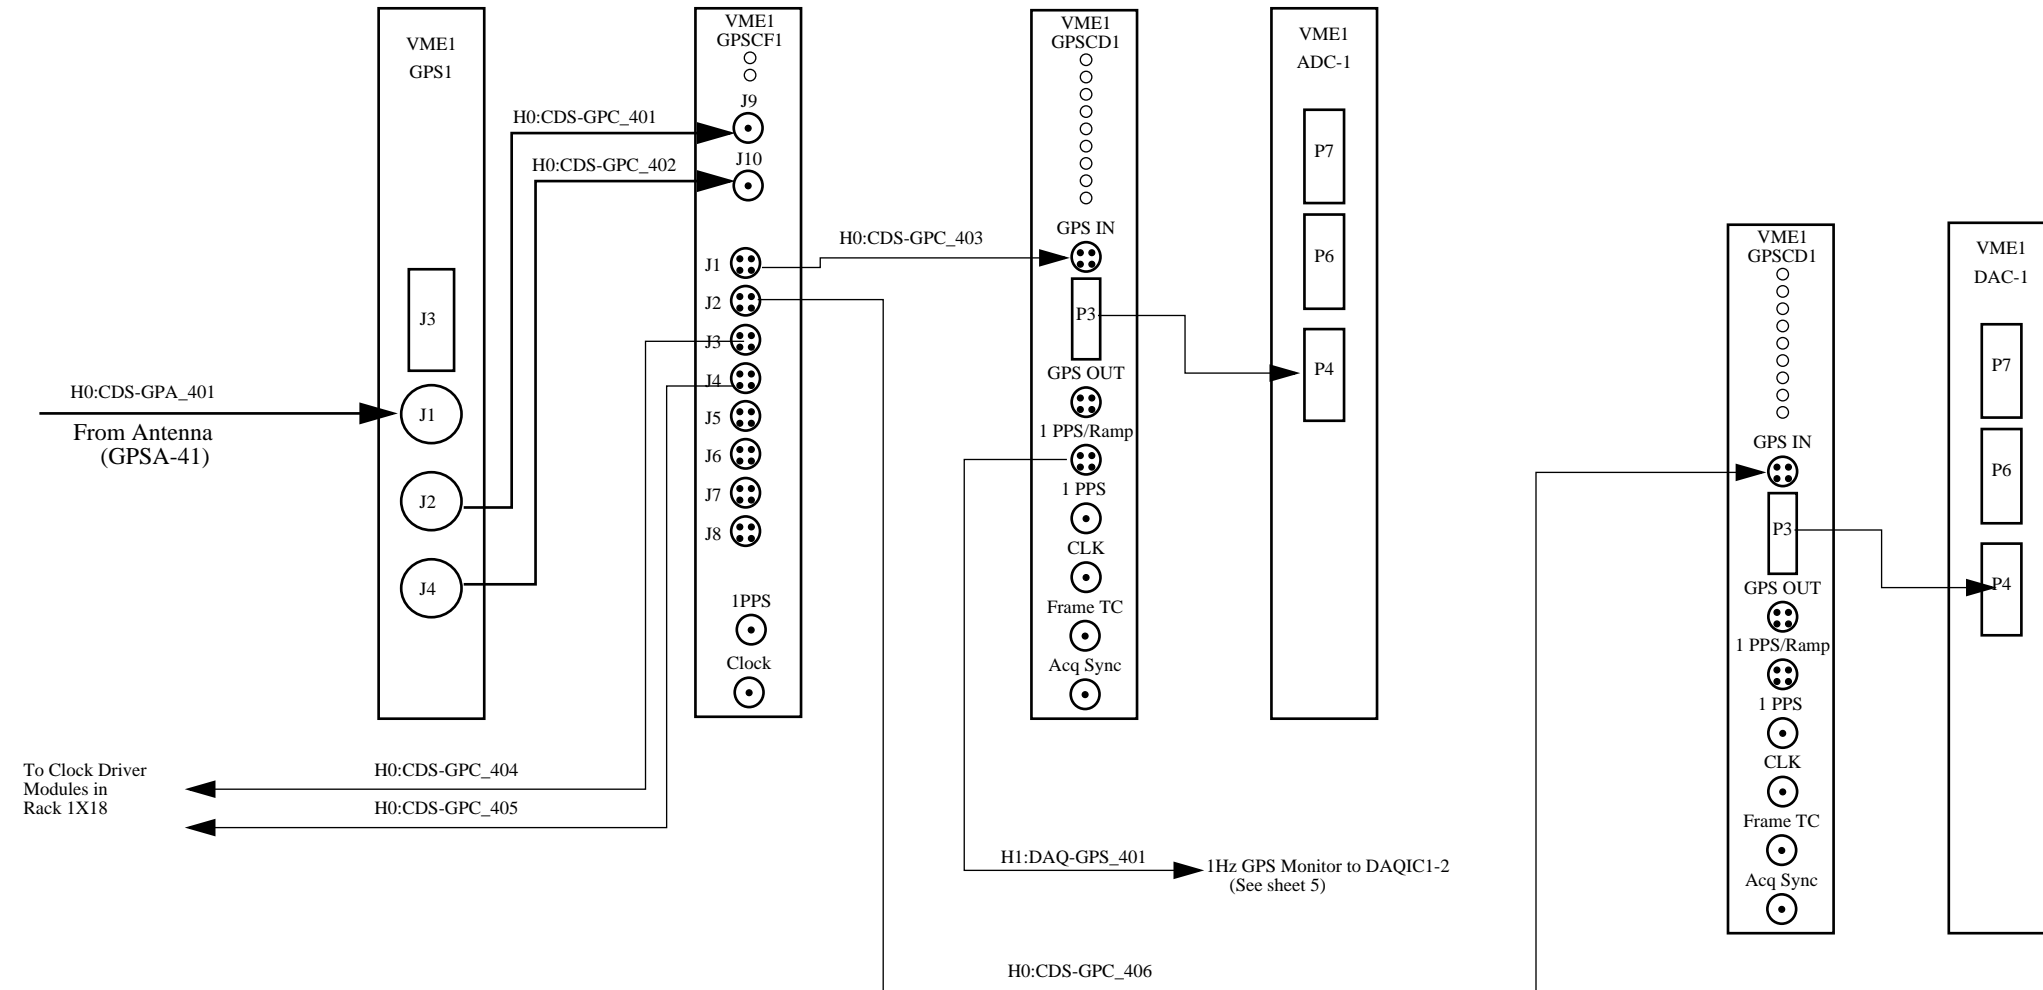 VME1
GPS1
J3
J1
J2
J4
H0:CDS-GPA_401
From Antenna
(GPSA-41)
H0:CDS-GPC_401
H0:CDS-GPC_402
VME1
GPSCF1
J9
J10
J1
J2
J3
J4
J5
J6
J7
J8
1PPS
Clock
H0:CDS-GPC_403
VME1
GPSCD1
GPS IN
P3
GPS OUT
1 PPS/Ramp
1 PPS
CLK
Frame TC
Acq Sync
VME1
ADC-1
P7
P6
P4
VME1
GPSCD1
GPS IN
P3
GPS OUT
1 PPS/Ramp
1 PPS
CLK
Frame TC
Acq Sync
VME1
DAC-1
P7
P6
P4
To Clock Driver
Modules in
Rack 1X18
H0:CDS-GPC_404
H0:CDS-GPC_405
H1:DAQ-GPS_401
1Hz GPS Monitor to DAQIC1-2
(See sheet 5)
H0:CDS-GPC_406